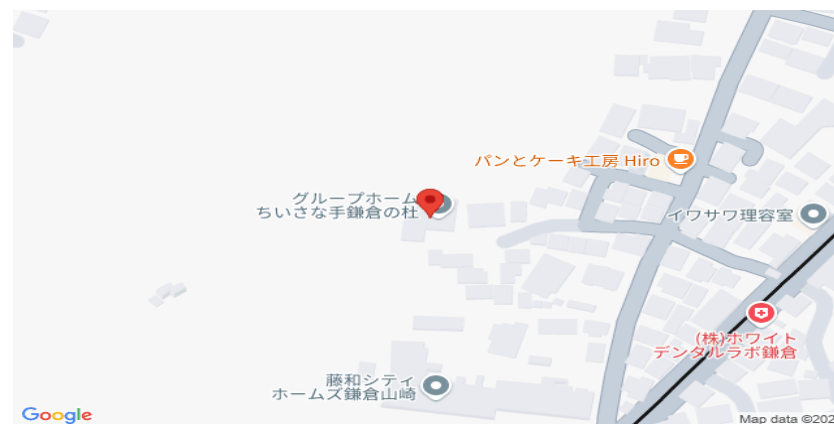 パンとケーキ工房 Hiro
グループホーム
ちいさな手鎌倉の杜
イワサワ理容室
(株)ホワイト
デンタルラボ鎌倉
藤和シティ
ホームズ鎌倉山崎
Google
Map data ©202